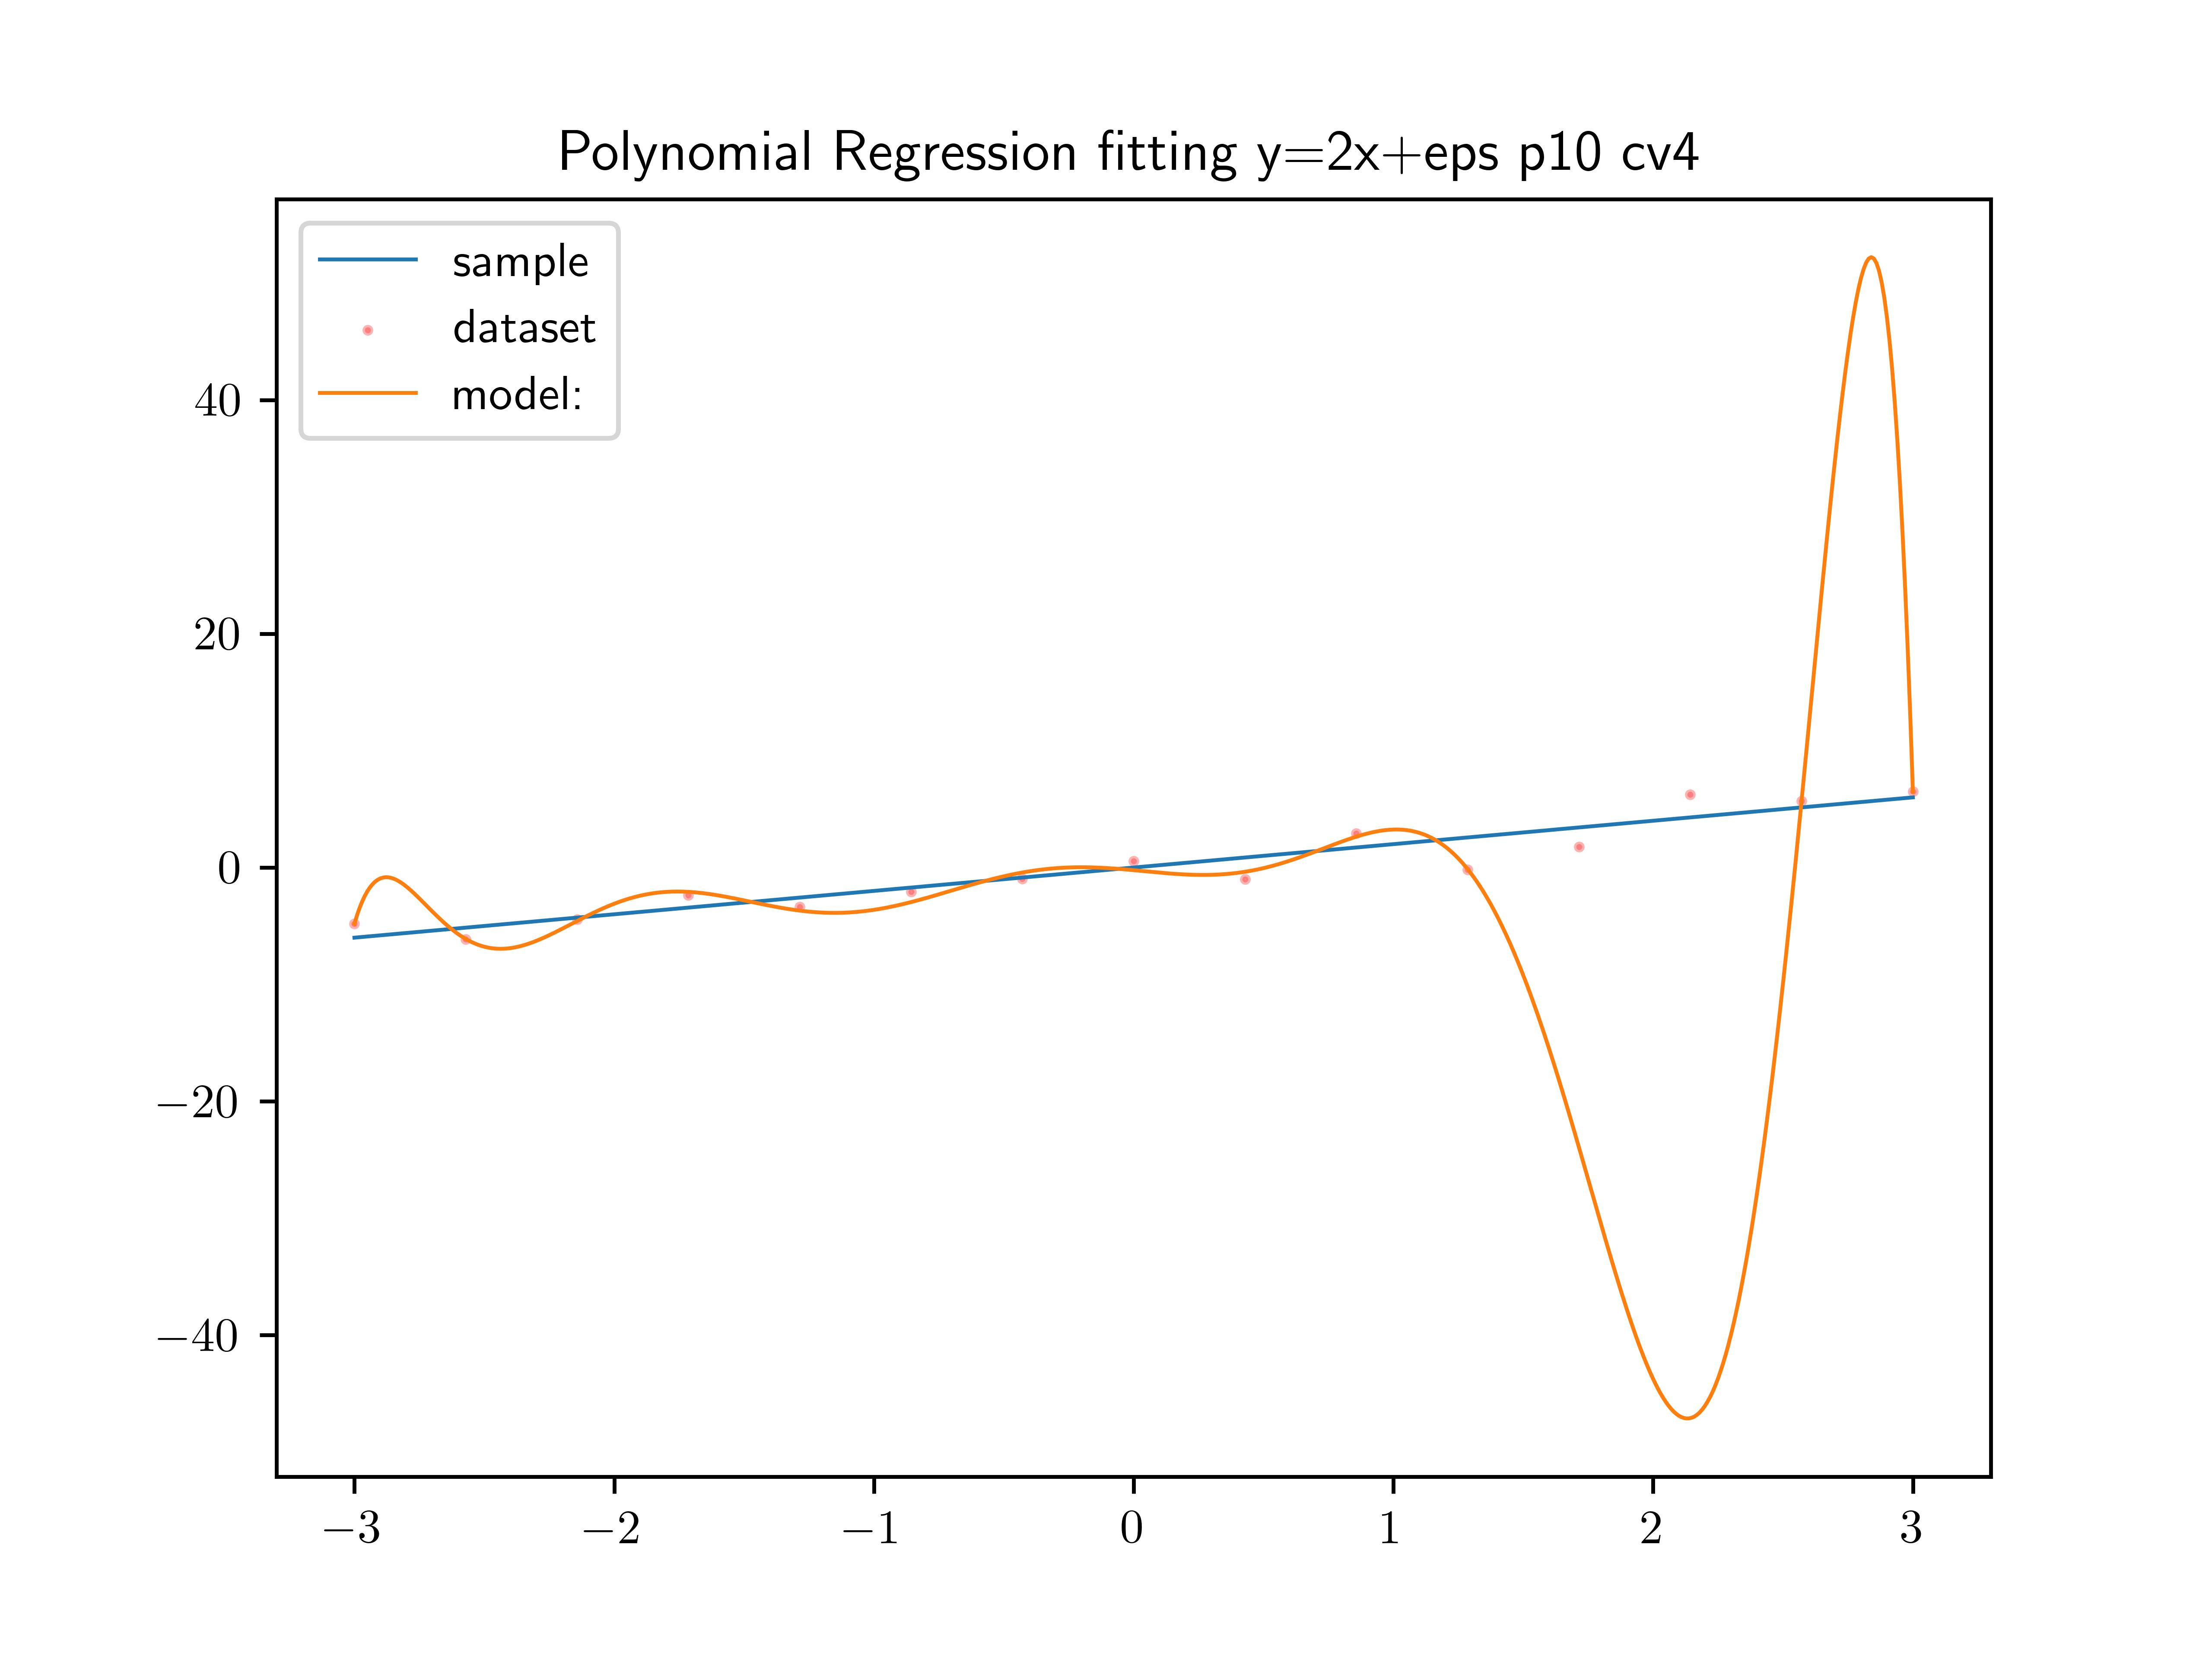 Polynomial Regression fitting y=2x+eps p10 cv4
sample
dataset
model:
40
20
0
−20
−40
−3 −2 −1 0 1 2 3